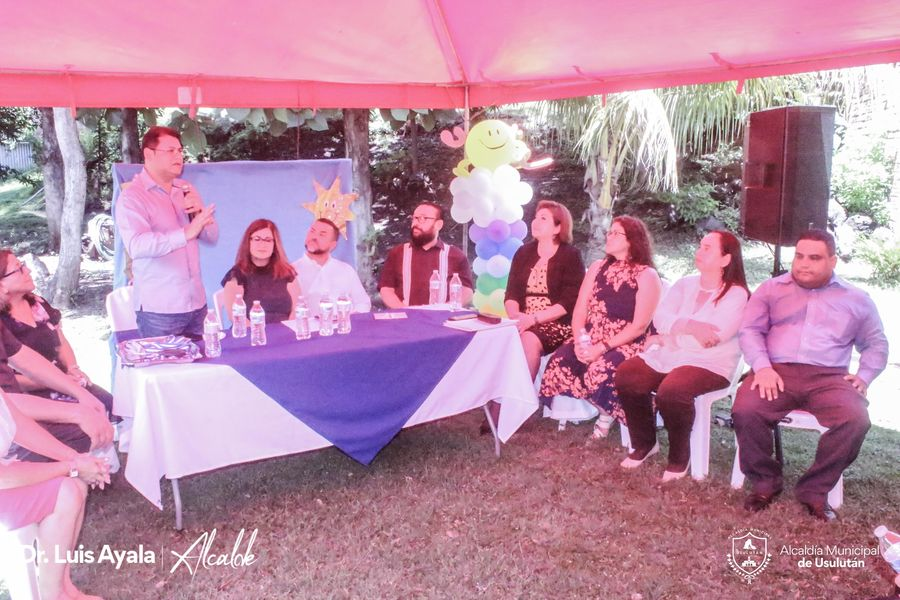 Dr. Luis Ayala
Alcalde
Alcaldía Municipal
de Usulután